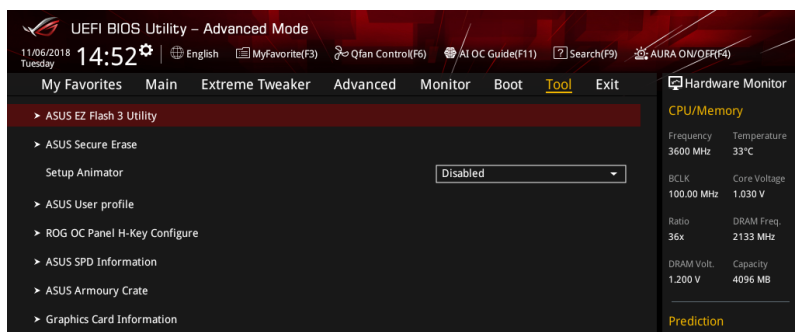 UEFI BIOS Utility – Advanced Mode
11/06/2018 Tuesday 14:52 English MyFavorite(F3) Qfan Control(F6) AI OC Guide(F11) ? Search(F9) AURA ON/OFF(F4)
My Favorites Main Extreme Tweaker Advanced Monitor Boot Tool Exit
Hardware Monitor
> ASUS EZ Flash 3 Utility
> ASUS Secure Erase
Setup Animator Disabled
> ASUS User profile
> ROG OC Panel H-Key Configure
> ASUS SPD Information
> ASUS Armoury Crate
> Graphics Card Information
CPU/Memory
Frequency Temperature
3600 MHz 33°C
BCLK Core Voltage
100.00 MHz 1.030 V
Ratio DRAM Freq.
36x 2133 MHz
DRAM Volt. Capacity
1.200 V 4096 MB
Prediction